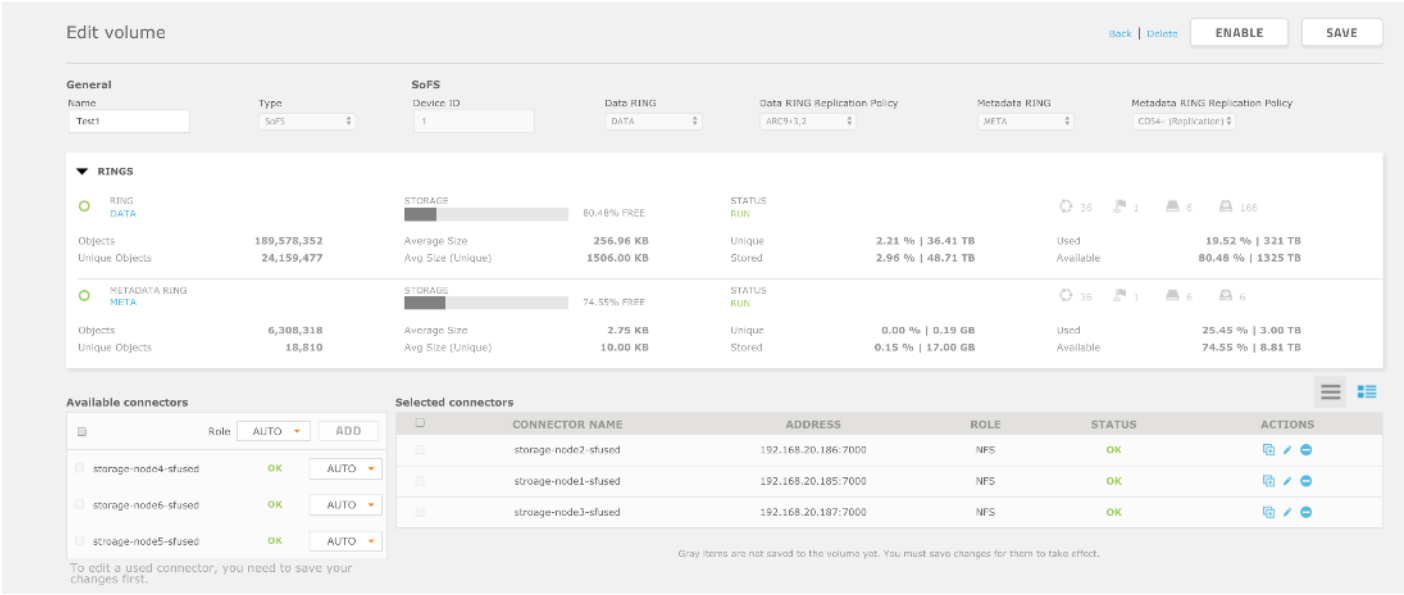 Edit volume
Back | Delete ENABLE SAVE
General SoFS
Name Type Device ID Data RING Data RING Replication Policy Metadata RING Metadata RING Replication Policy
Test1 SoFS 1 DATA ARC9+3,2 META COS4+ (Replication)
RINGS
RING STORAGE STATUS
DATA 80.48% FREE RUN 36 1 6 166
Objects 189,578,352 Average Size 256.96 KB Unique 2.21 % | 36.41 TB Used 19.52 % | 321 TB
Unique Objects 24,159,477 Avg Size (Unique) 1506.00 KB Stored 2.96 % | 48.71 TB Available 80.48 % | 1325 TB
METADATA RING STORAGE STATUS
META 74.55% FREE RUN 36 1 6 6
Objects 6,308,318 Average Size 2.75 KB Unique 0.00 % | 0.19 GB Used 25.45 % | 3.00 TB
Unique Objects 18,810 Avg Size (Unique) 10.00 KB Stored 0.15 % | 17.00 GB Available 74.55 % | 8.81 TB
Available connectors
Role AUTO ADD
storage-node4-sfused OK AUTO
storage-node6-sfused OK AUTO
stroage-node5-sfused OK AUTO
To edit a used connector, you need to save your
changes first.
Selected connectors
CONNECTOR NAME ADDRESS ROLE STATUS ACTIONS
storage-node2-sfused 192.168.20.186:7000 NFS OK
stroage-node1-sfused 192.168.20.185:7000 NFS OK
stroage-node3-sfused 192.168.20.187:7000 NFS OK
Gray items are not saved to the volume yet. You must save changes for them to take effect.